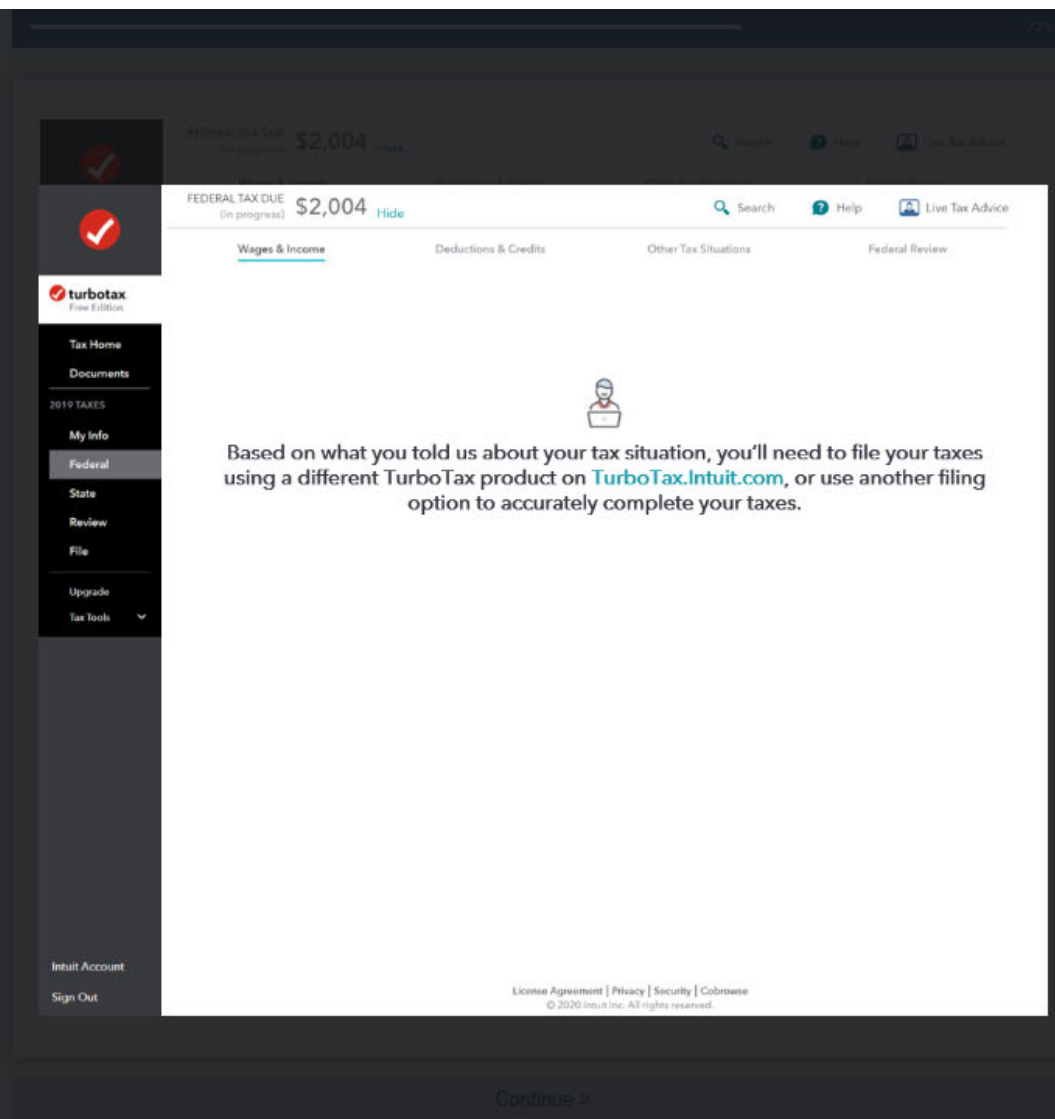 $2,004
FEDERAL TAX DUE
(in progress)
$2,004 Hide
Search
Help
Live Tax Advice
Wages & Income
Deductions & Credits
Other Tax Situations
Federal Review
turbotax
Free Edition
Tax Home
Documents
2019 TAXES
My Info
Federal
State
Review
File
Upgrade
Tax Tools
Based on what you told us about your tax situation, you'll need to file your taxes
using a different TurboTax product on TurboTax.Intuit.com, or use another filing
option to accurately complete your taxes.
Intuit Account
Sign Out
License Agreement | Privacy | Security | Cobrowse
© 2020 Intuit Inc. All rights reserved.
Continue >